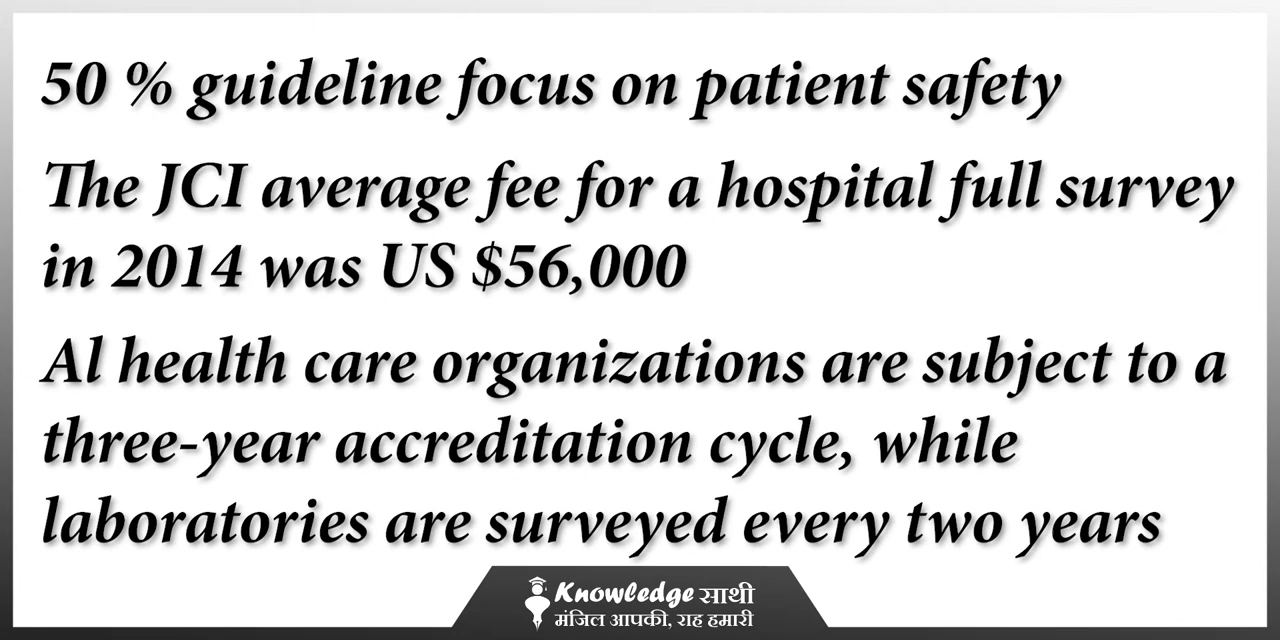 50 % guideline focus on patient safety
The JCI average fee for a hospital full survey
in 2014 was US $56,000
Al health care organizations are subject to a
three-year accreditation cycle, while
laboratories are surveyed every two years
Knowledge साथी
मंजिल आपकी, राह हमारी